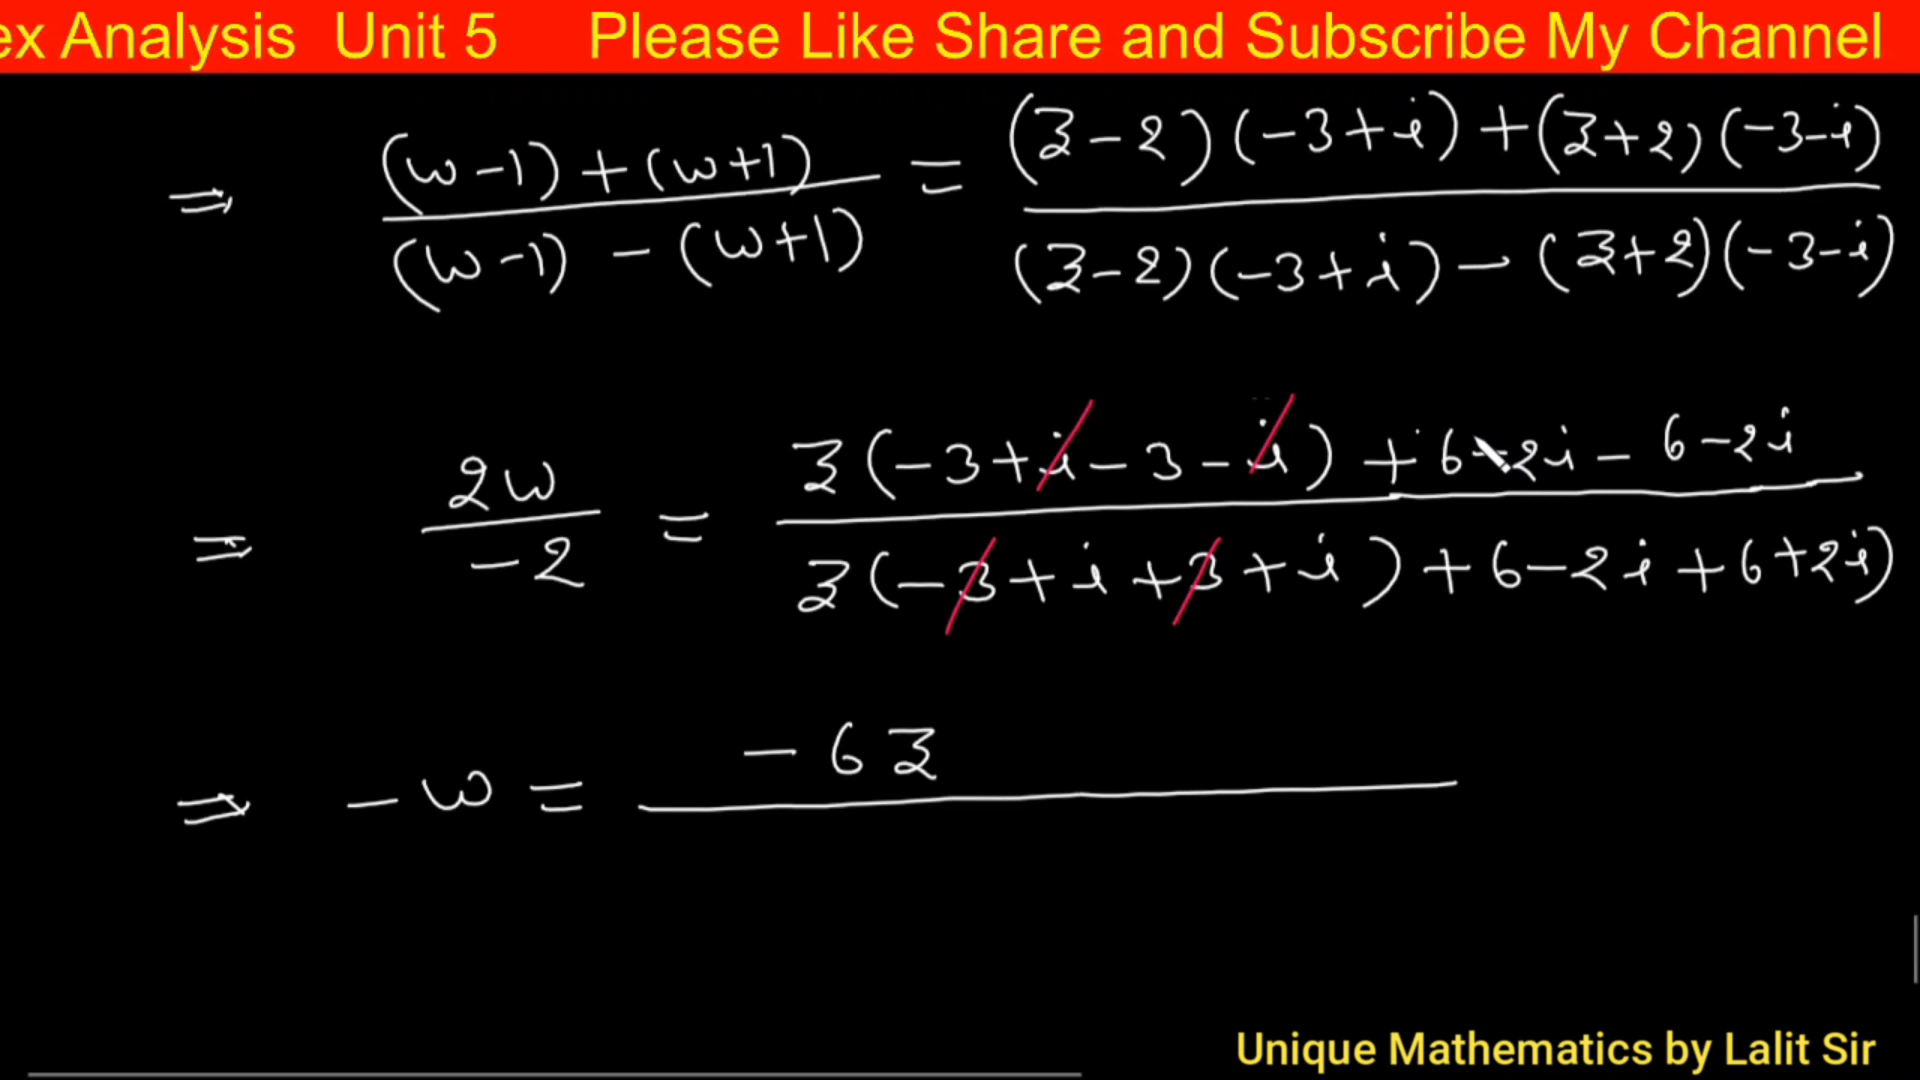 ex Analysis Unit 5 Please Like Share and Subscribe My Channel
⇒ ((w-1)+(w+1))/((w-1)-(w+1)) = ((z-2)(-3+i)+(z+2)(-3-i))/((z-2)(-3+i)-(z+2)(-3-i))
⇒ 2w/-2 = (z(-3+i-3-i)+6-2i-6-2i)/(z(-3+i+3+i)+6-2i+6+2i)
⇒ -w = -6z
Unique Mathematics by Lalit Sir